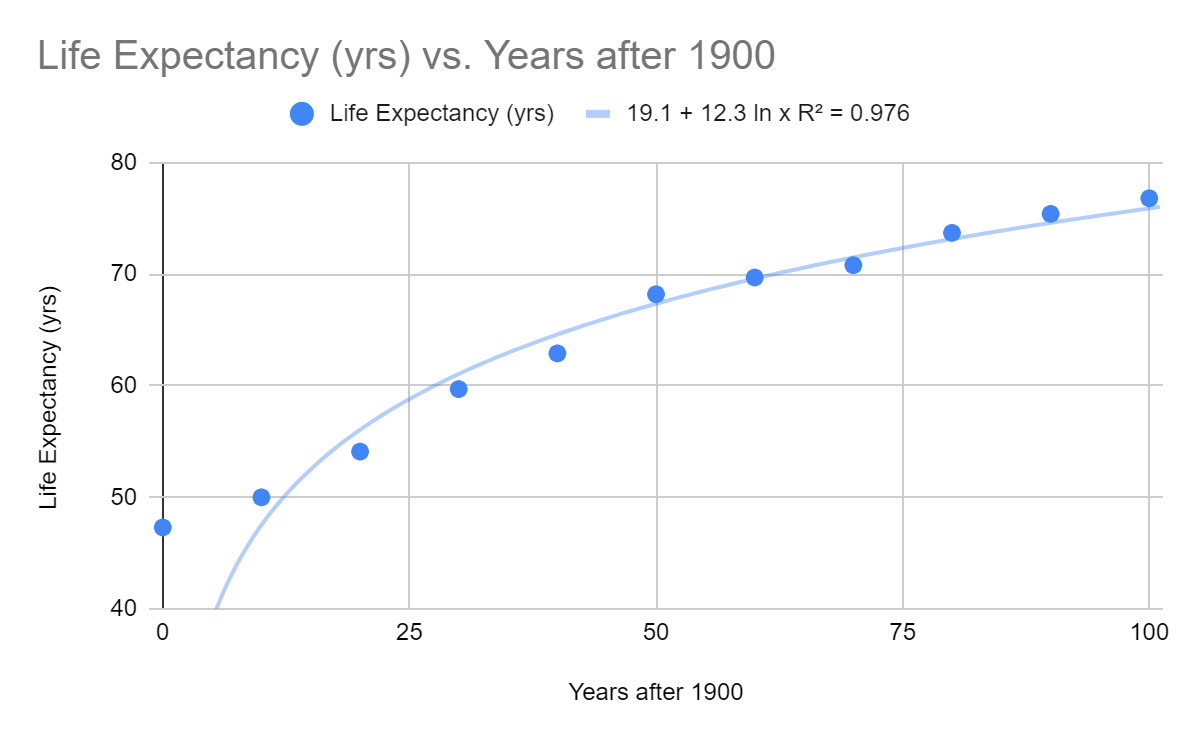 Life Expectancy (yrs) vs. Years after 1900
Life Expectancy (yrs) 19.1 + 12.3 ln x R² = 0.976
80
70
60
50
40
Life Expectancy (yrs)
0 25 50 75 100
Years after 1900